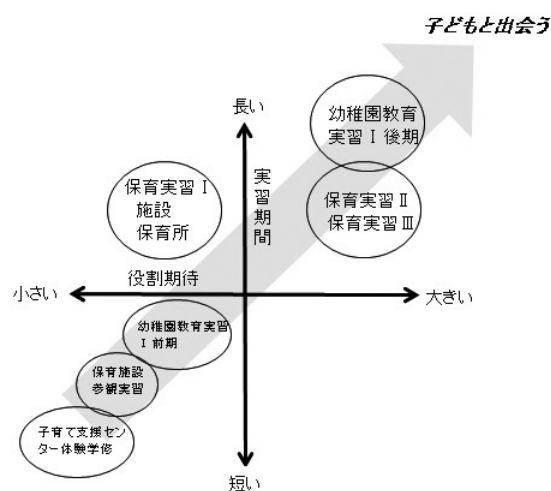 子どもと出会う
長い
幼稚園教育
実習Ⅰ後期
保育実習Ⅰ
施設
保育所
実習期間
保育実習Ⅱ
保育実習Ⅲ
役割期待
小さい
大きい
幼稚園教育実習
Ⅰ前期
保育施設
参観実習
子育て支援セン
ター体験学修
短い